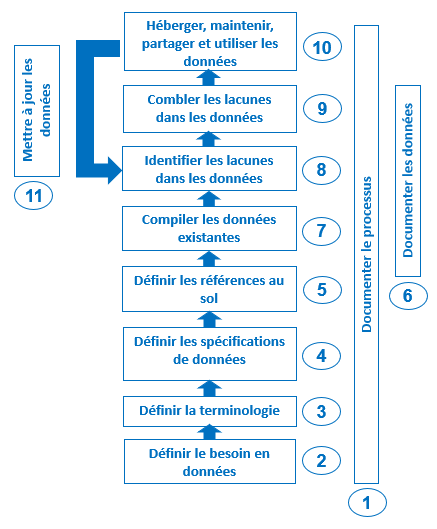 Héberger, maintenir,
partager et utiliser les
données
10
Combler les lacunes
dans les données
9
Identifier les lacunes
dans les données
8
Compiler les données
existantes
7
Définir les références au
sol
5
Définir les spécifications
de données
4
Définir la terminologie
3
Définir le besoin en
données
2
Mettre à jour les
données
11
Documenter le processus
1
Documenter les données
6